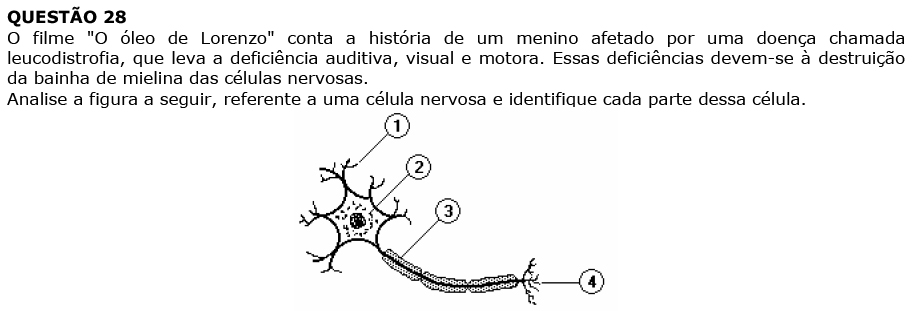 QUESTÃO 28
O filme "O óleo de Lorenzo" conta a história de um menino afetado por uma doença chamada
leucodistrofia, que leva a deficiência auditiva, visual e motora. Essas deficiências devem-se à destruição
da bainha de mielina das células nervosas.
Analise a figura a seguir, referente a uma célula nervosa e identifique cada parte dessa célula.
1
2
3
4